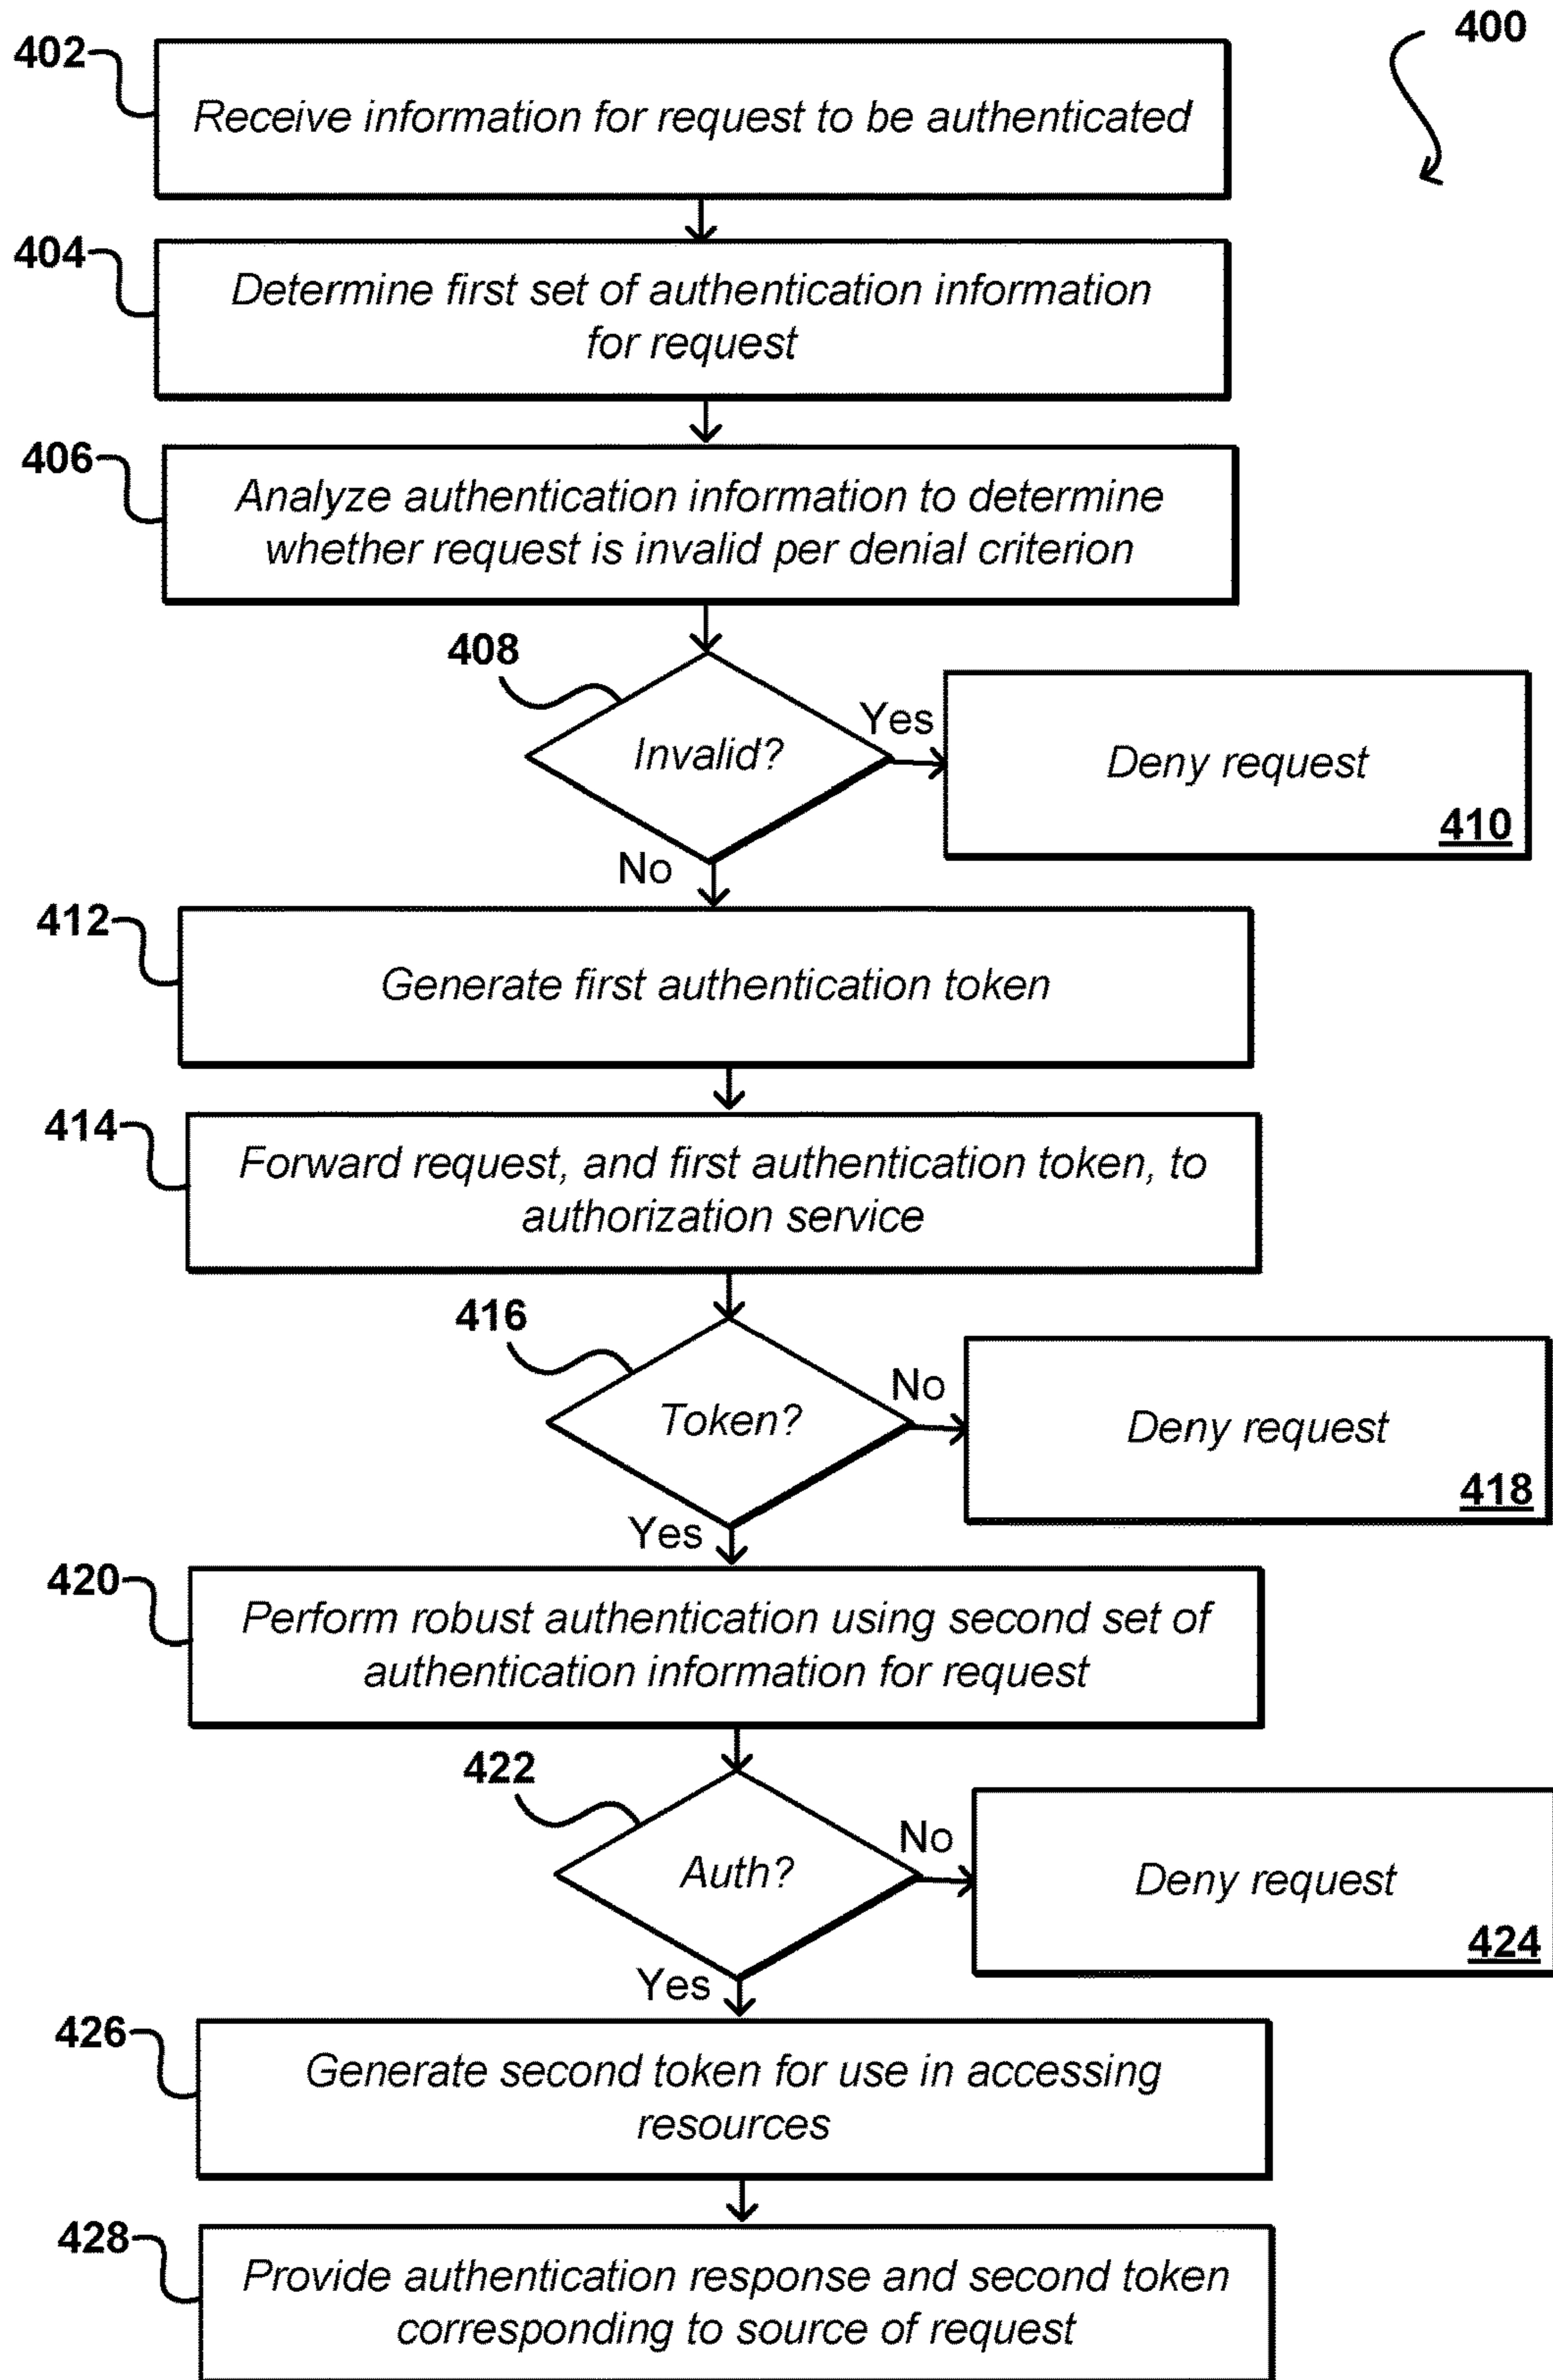 400
402
Receive information for request to be authenticated
404
Determine first set of authentication information
for request
406
Analyze authentication information to determine
whether request is invalid per denial criterion
408
Invalid?
Yes
Deny request
410
No
412
Generate first authentication token
414
Forward request, and first authentication token, to
authorization service
416
Token?
No
Deny request
418
Yes
420
Perform robust authentication using second set of
authentication information for request
422
Auth?
No
Deny request
424
Yes
426
Generate second token for use in accessing
resources
428
Provide authentication response and second token
corresponding to source of request